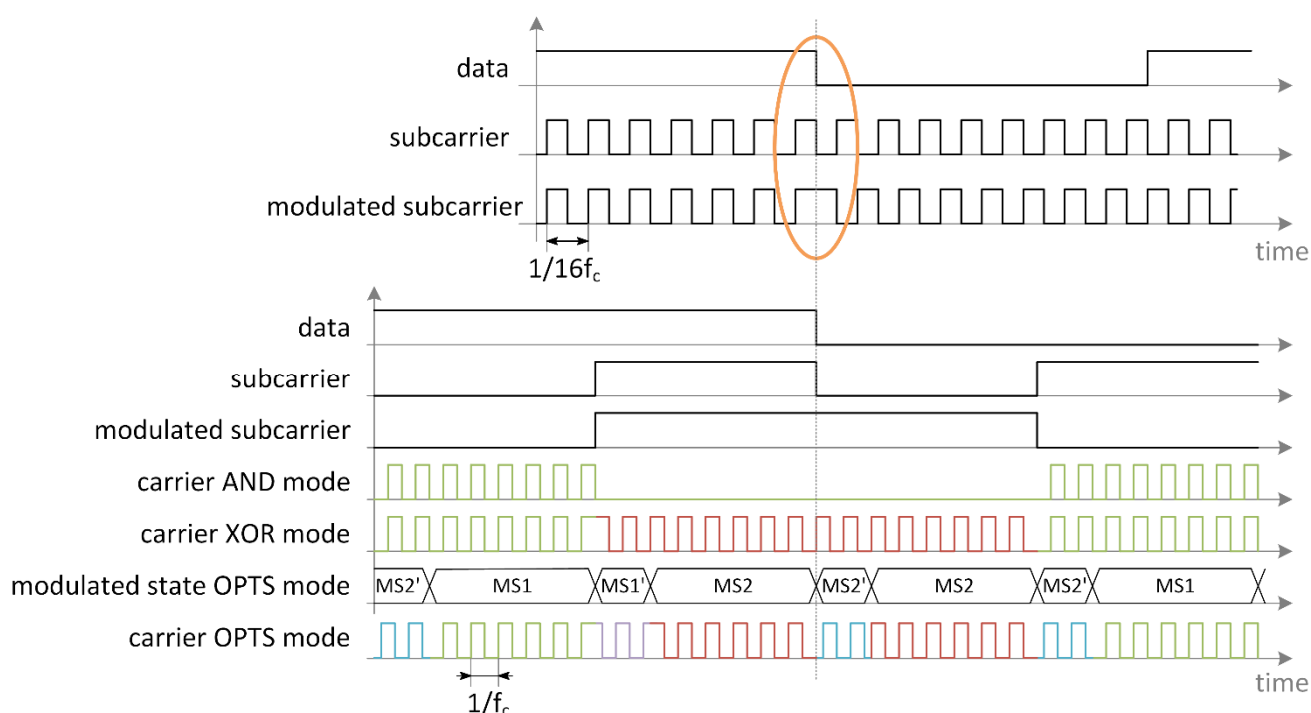 data
subcarrier
modulated subcarrier
time
1/16fc
data
subcarrier
modulated subcarrier
carrier AND mode
carrier XOR mode
modulated state OPTS mode
MS2' MS1 MS1' MS2 MS2' MS2 MS2' MS1
carrier OPTS mode
time
1/fc